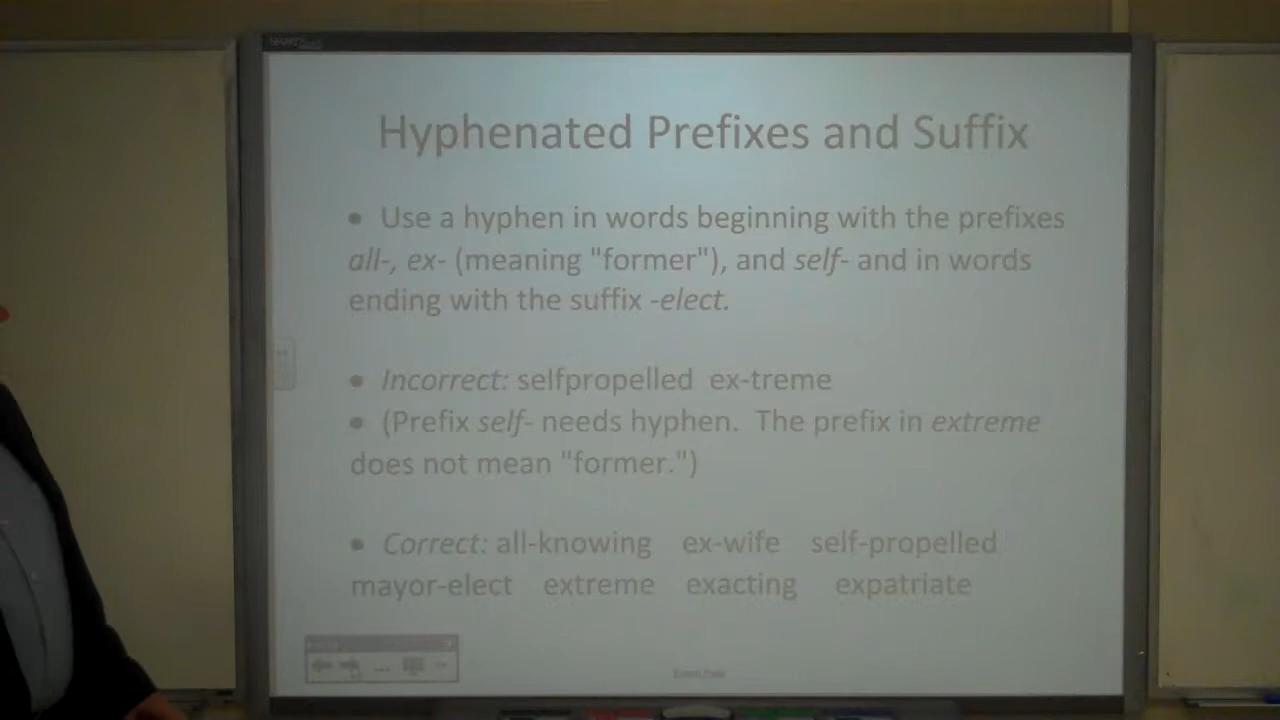 Hyphenated Prefixes and Suffix
• Use a hyphen in words beginning with the prefixes
all-, ex- (meaning "former"), and self- and in words
ending with the suffix -elect.
• Incorrect: selfpropelled ex-treme
• (Prefix self- needs hyphen. The prefix in extreme
does not mean "former.")
• Correct: all-knowing ex-wife self-propelled
mayor-elect extreme exacting expatriate